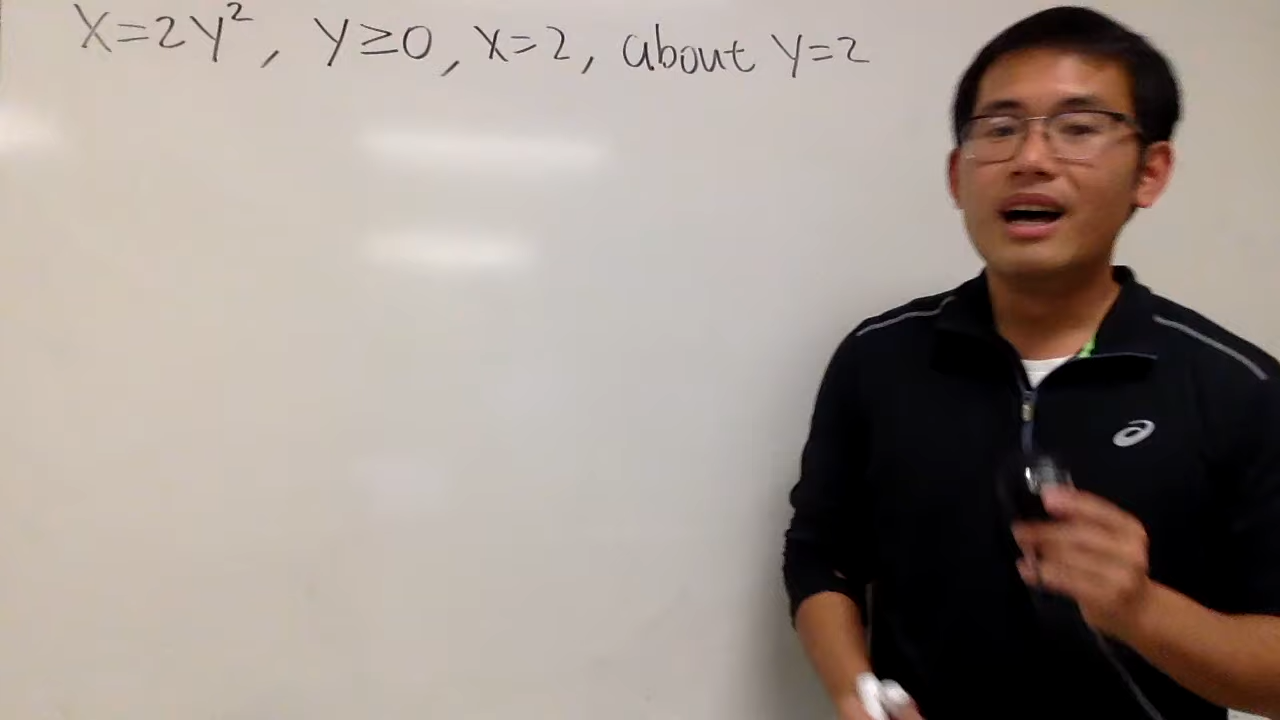 X=2Y², Y≥0, X=2, about Y=2